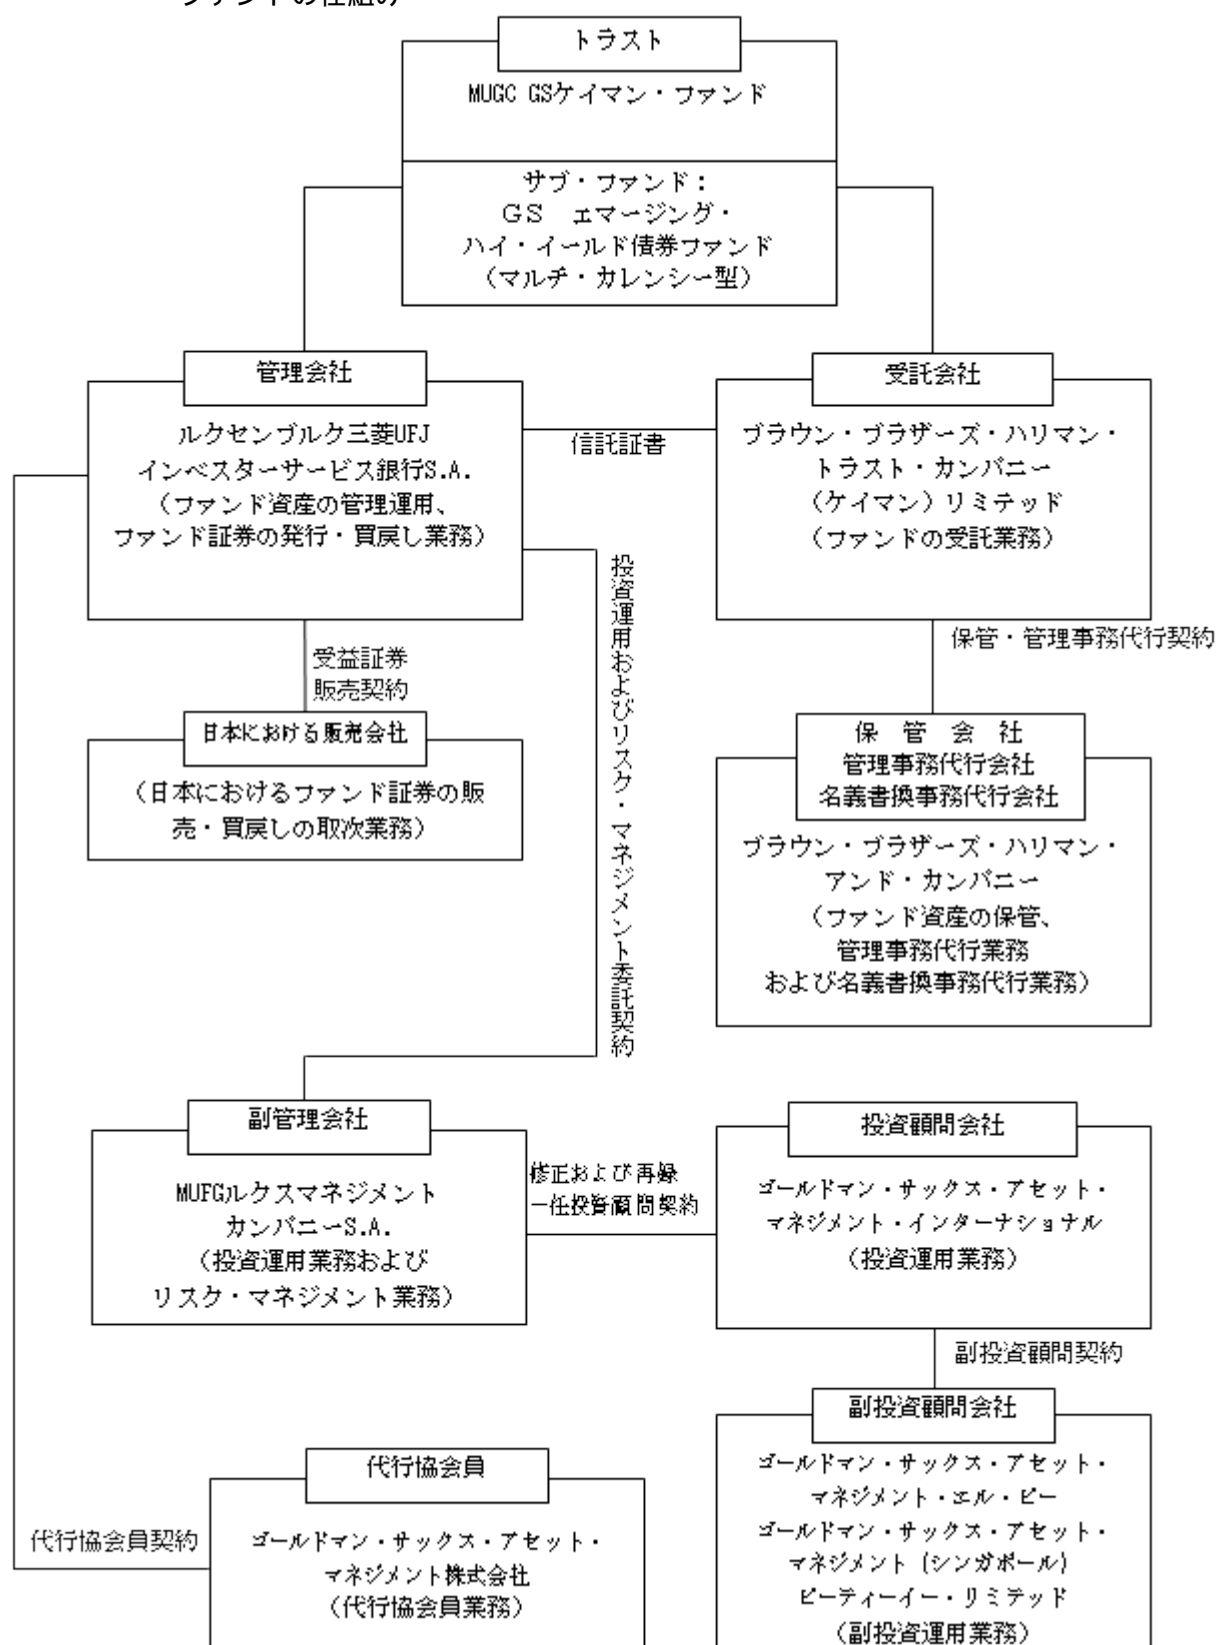 ファンドの仕組み
トラスト
MUGC GSケイマン・ファンド
サブ・ファンド：
ＧＳ　エマージング・
ハイ・イールド債券ファンド
（マルチ・カレンシー型）
管理会社
ルクセンブルク三菱UFJ
インベスターサービス銀行S.A.
（ファンド資産の管理運用、
ファンド証券の発行・買戻し業務）
信託証書
受託会社
ブラウン・ブラザーズ・ハリマン・
トラスト・カンパニー
（ケイマン）リミテッド
（ファンドの受託業務）
受益証券
販売契約
投資運用およびリスク・マネジメント委託契約
保管・管理事務代行契約
日本における販売会社
（日本におけるファンド証券の販
売・買戻しの取次業務）
保　管　会　社
管理事務代行会社
名義書換事務代行会社
ブラウン・ブラザーズ・ハリマン・
アンド・カンパニー
（ファンド資産の保管、
管理事務代行業務
および名義書換事務代行業務）
副管理会社
MUFGルクスマネジメント
カンパニーS.A.
（投資運用業務および
リスク・マネジメント業務）
修正および再録
一任投資顧問契約
投資顧問会社
ゴールドマン・サックス・アセット・
マネジメント・インターナショナル
（投資運用業務）
副投資顧問契約
副投資顧問会社
ゴールドマン・サックス・アセット・
マネジメント・エル・ピー
ゴールドマン・サックス・アセット・
マネジメント（シンガポール）
ピーティーイー・リミテッド
（副投資運用業務）
代行協会員契約
代行協会員
ゴールドマン・サックス・アセット・
マネジメント株式会社
（代行協会員業務）